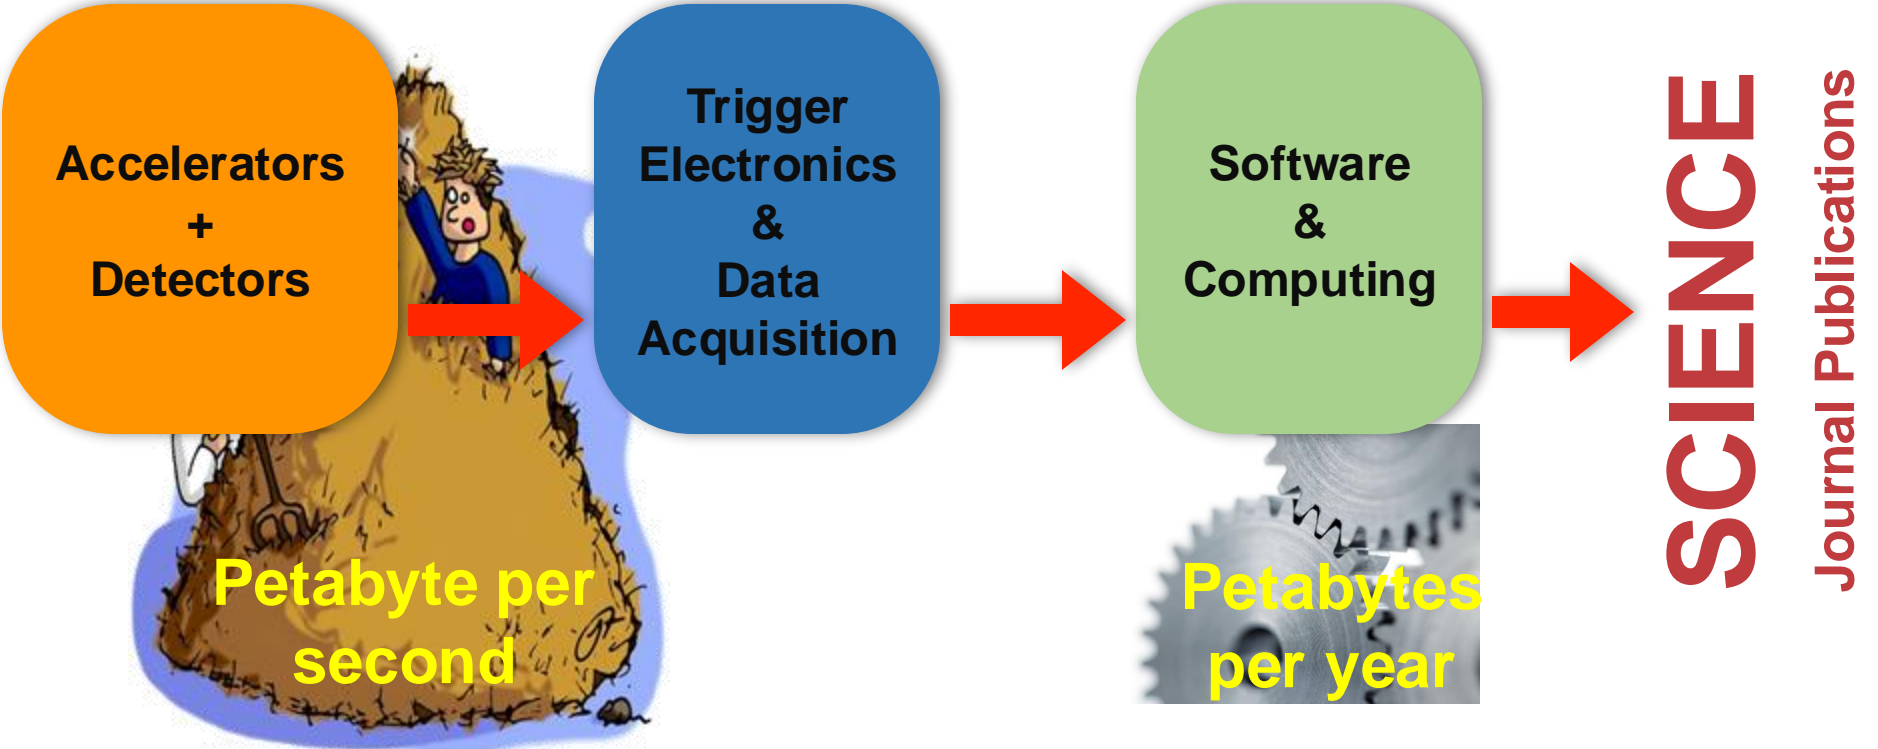 Accelerators
+
Detectors
Trigger
Electronics
&
Data
Acquisition
Software
&
Computing
SCIENCE
Journal Publications
Petabyte per
second
Petabytes
per year